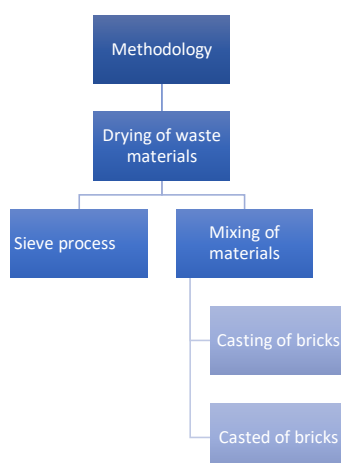 Methodology
Drying of waste
materials
Sieve process
Mixing of
materials
Casting of bricks
Casted of bricks